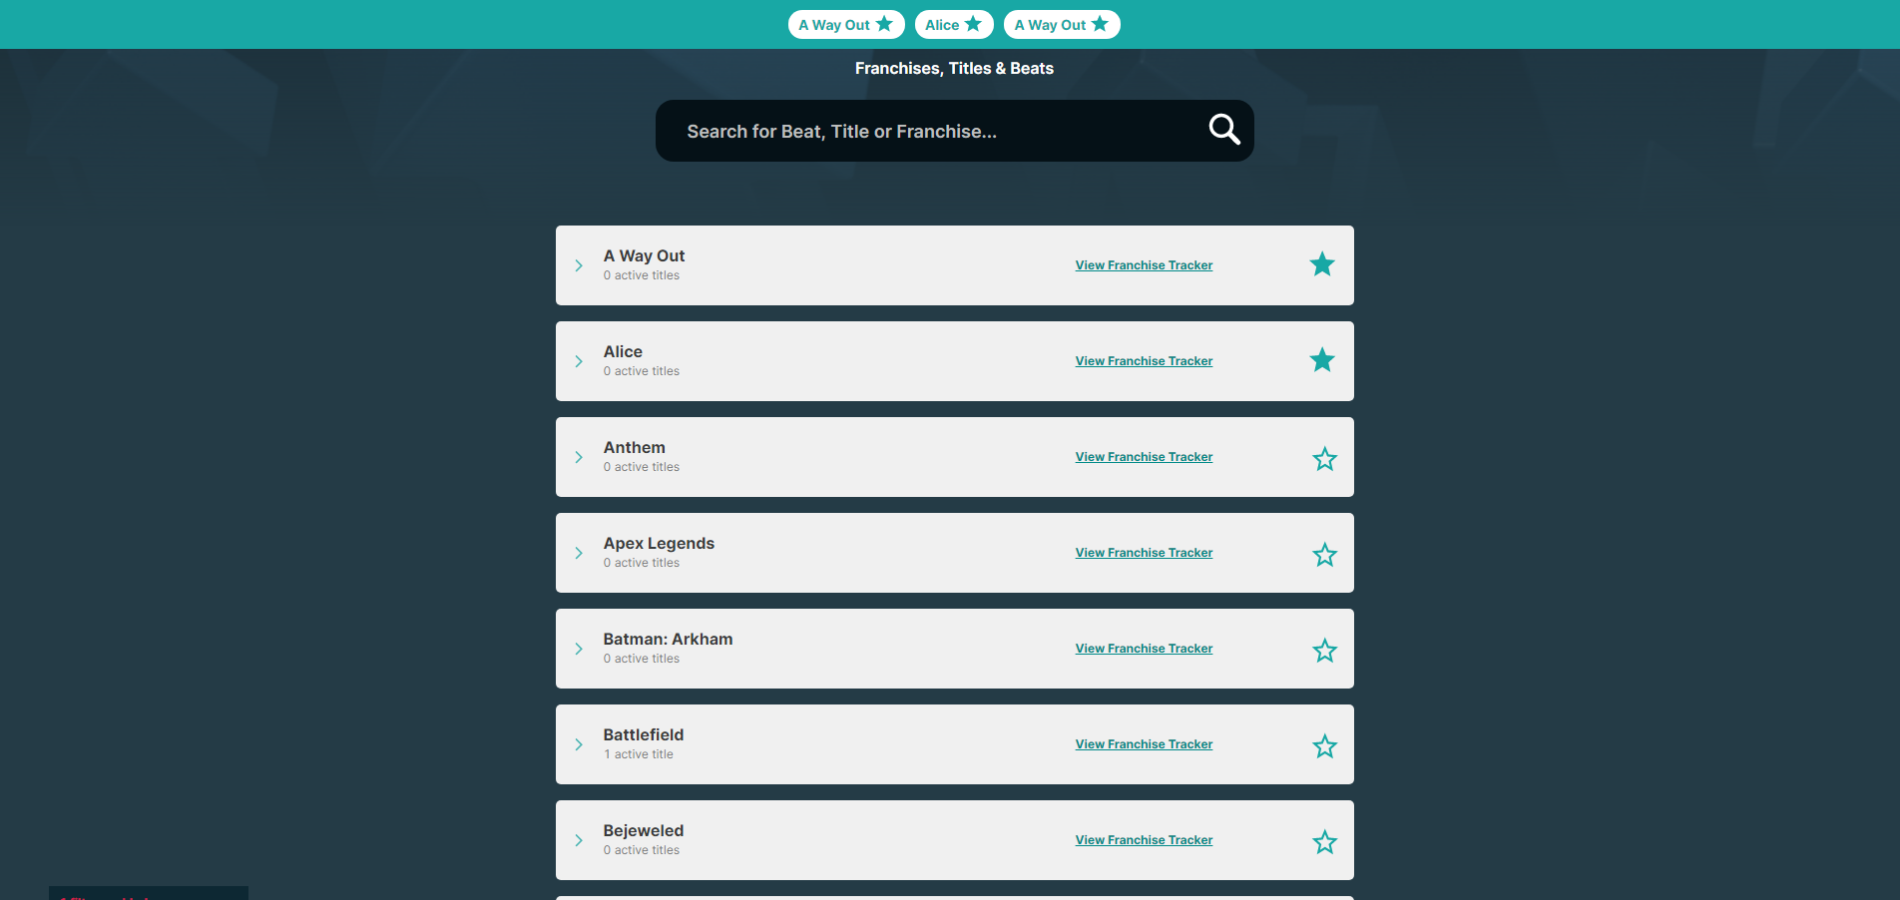 A Way Out Alice A Way Out
Franchises, Titles & Beats
Search for Beat, Title or Franchise...
A Way Out
0 active titles
View Franchise Tracker
Alice
0 active titles
View Franchise Tracker
Anthem
0 active titles
View Franchise Tracker
Apex Legends
0 active titles
View Franchise Tracker
Batman: Arkham
0 active titles
View Franchise Tracker
Battlefield
1 active title
View Franchise Tracker
Bejeweled
0 active titles
View Franchise Tracker